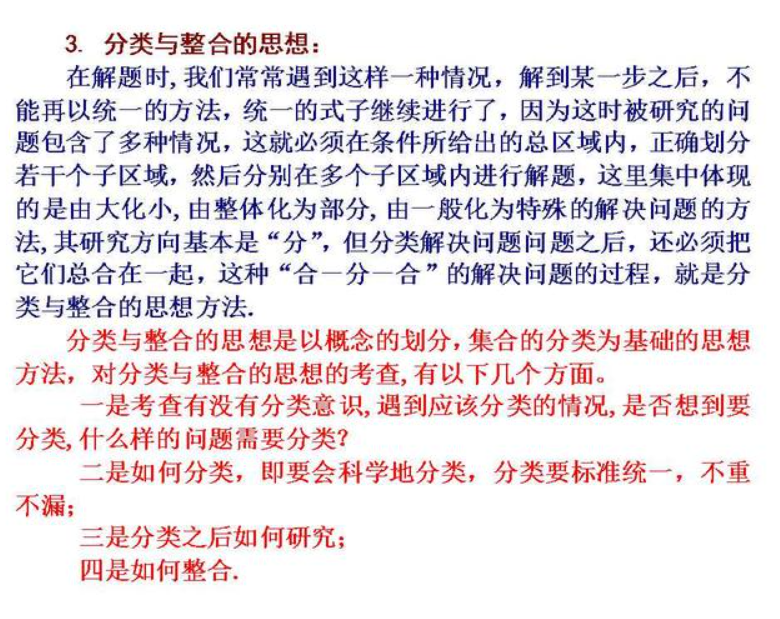 3. 分类与整合的思想：
在解题时,我们常常遇到这样一种情况，解到某一步之后，不
能再以统一的方法，统一的式子继续进行了，因为这时被研究的问
题包含了多种情况，这就必须在条件所给出的总区域内，正确划分
若干个子区域，然后分别在多个子区域内进行解题，这里集中体现
的是由大化小,由整体化为部分,由一般化为特殊的解决问题的方
法,其研究方向基本是“分”，但分类解决问题问题之后，还必须把
它们总合在一起，这种“合－分－合”的解决问题的过程，就是分
类与整合的思想方法.
分类与整合的思想是以概念的划分，集合的分类为基础的思想
方法，对分类与整合的思想的考查,有以下几个方面。
一是考查有没有分类意识,遇到应该分类的情况,是否想到要
分类,什么样的问题需要分类？
二是如何分类，即要会科学地分类，分类要标准统一，不重
不漏；
三是分类之后如何研究；
四是如何整合.